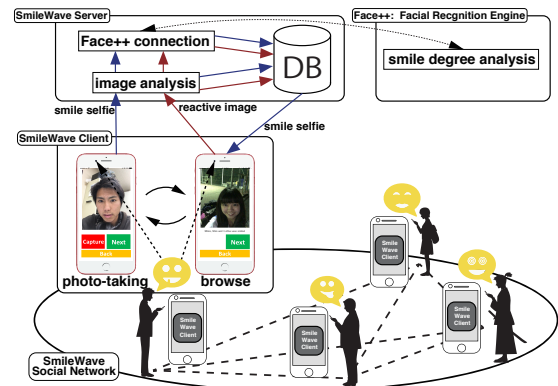 SmileWave Server
Face++: Facial Recgnition Engine
Face++ connection
smile degree analysis
DB
image analysis
reactive image
smile selfie
smile selfie
SmileWave Client
Capture
Next
Back
Next
Back
photo-taking
browse
Smile
Wave
Client
Smile
Wave
Client
Smile
Wave
Client
Smile
Wave
Client
SmileWave
Social Network